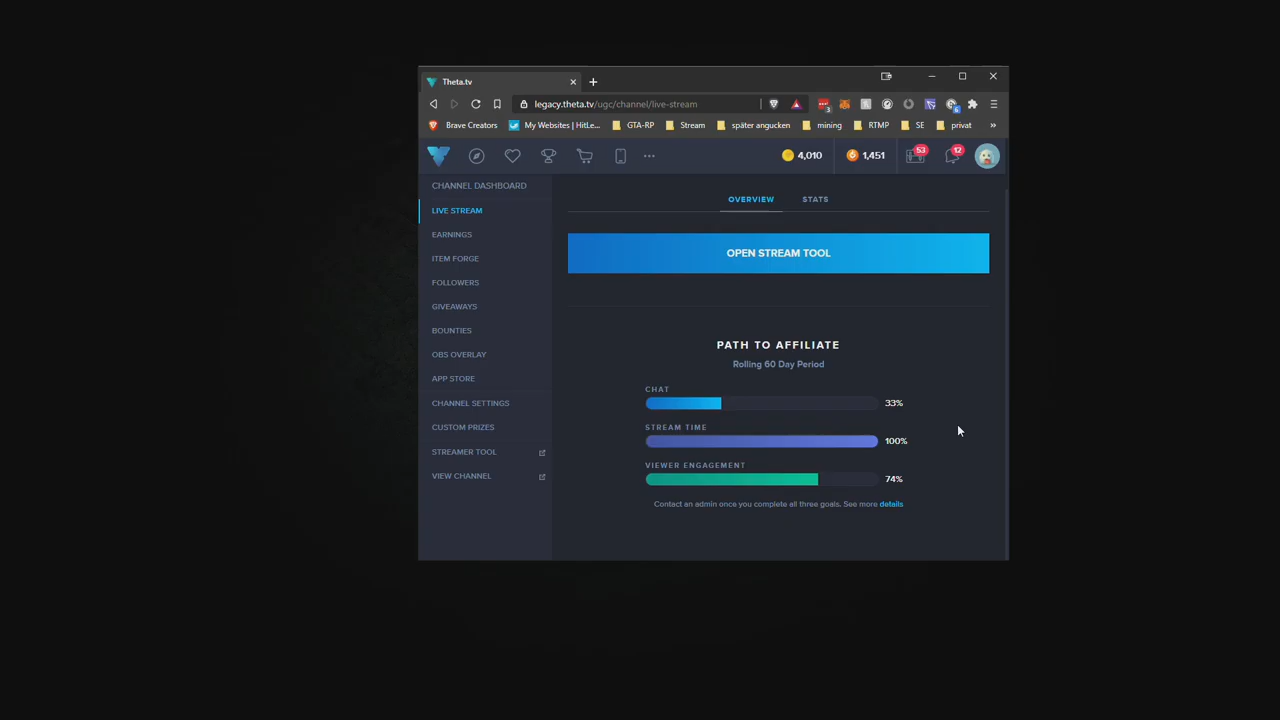 Theta.tv
legacy.theta.tv/ugc/channel/live-stream
3
6
Brave Creators
My Websites | HitLe...
GTA-RP
Stream
später angucken
mining
RTMP
SE
privat
»
4,010
1,451
53
12
CHANNEL DASHBOARD
LIVE STREAM
EARNINGS
ITEM FORGE
FOLLOWERS
GIVEAWAYS
BOUNTIES
OBS OVERLAY
APP STORE
CHANNEL SETTINGS
CUSTOM PRIZES
STREAMER TOOL
VIEW CHANNEL
OVERVIEW
STATS
OPEN STREAM TOOL
PATH TO AFFILIATE
Rolling 60 Day Period
CHAT
33%
STREAM TIME
100%
VIEWER ENGAGEMENT
74%
Contact an admin once you complete all three goals. See more details